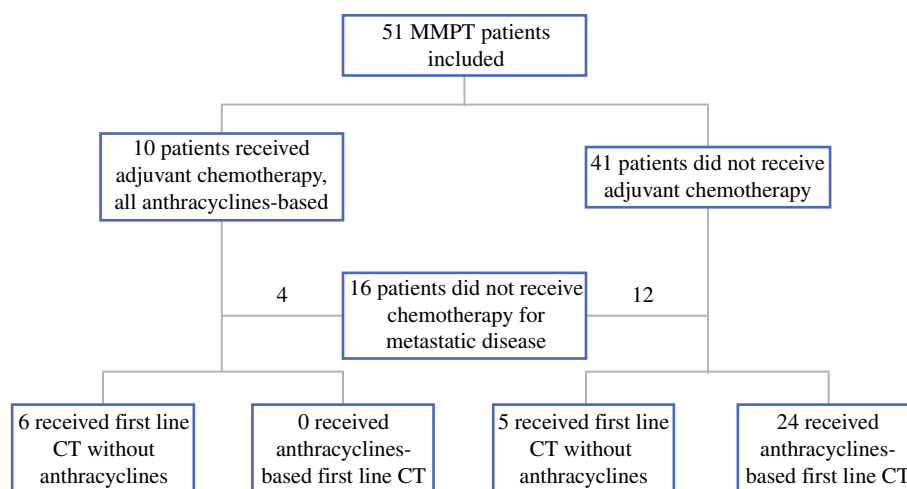 51 MMPT patients
included
10 patients received
adjuvant chemotherapy,
all anthracyclines-based
41 patients did not receive
adjuvant chemotherapy
4
16 patients did not receive
chemotherapy for
metastatic disease
12
6 received first line
CT without
anthracyclines
0 received
anthracyclines-
based first line CT
5 received first line
CT without
anthracyclines
24 received
anthracyclines-
based first line CT